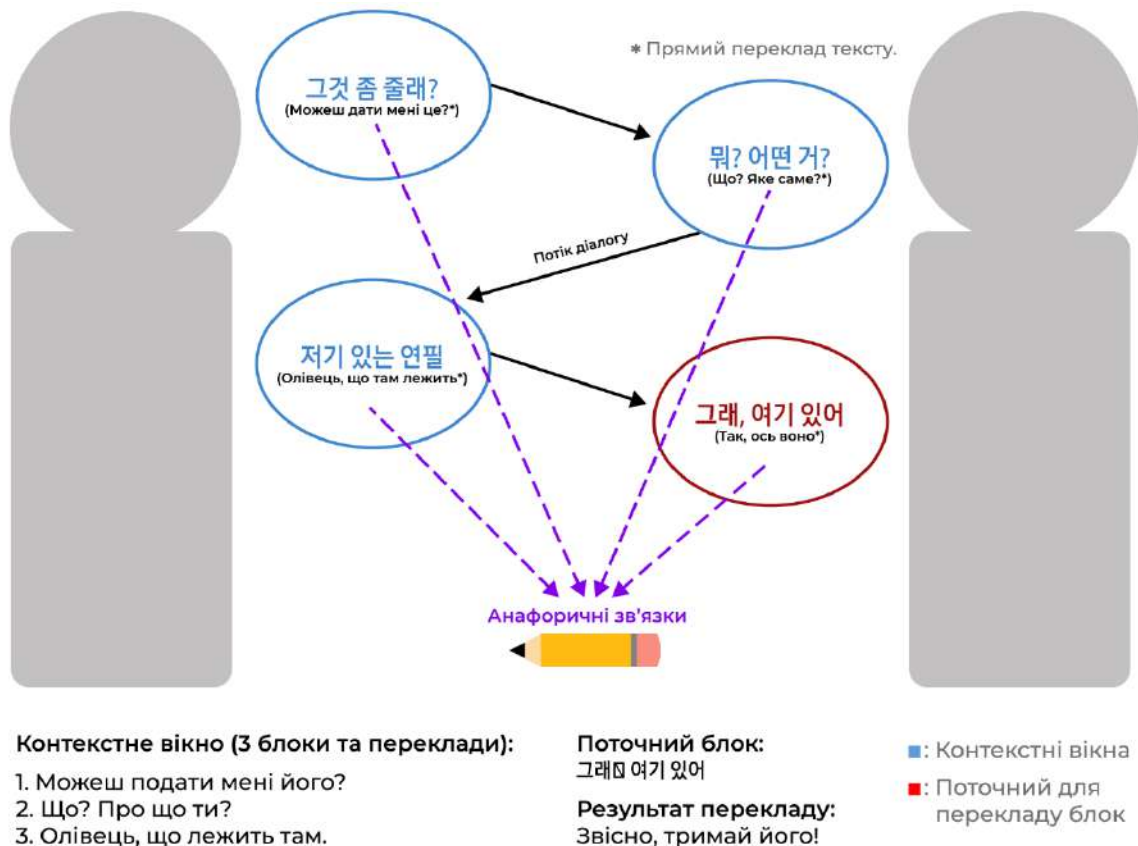 * Прямий переклад тексту.
그것 좀 줄래?
(Можеш дати мені це?*)
뭐? 어떤 거?
(Що? Яке саме?*)
Потік діалогу
저기 있는 연필
(Олівець, що там лежить*)
그래, 여기 있어
(Так, ось воно*)
Анафоричні зв'язки
Контекстне вікно (3 блоки та переклади):
1. Можеш подати мені його?
2. Що? Про що ти?
3. Олівець, що лежить там.
Поточний блок:
그래 여기 있어
Результат перекладу:
Звісно, тримай його!
: Контекстні вікна
: Поточний для
перекладу блок